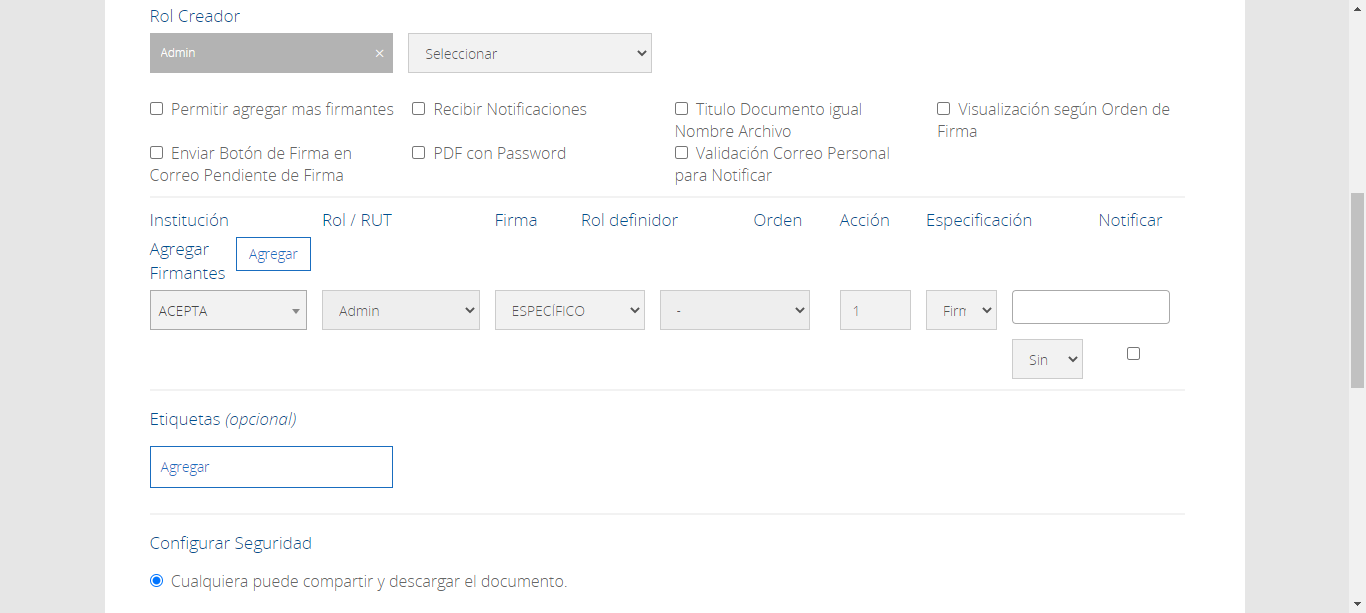 Rol Creador
Admin × Seleccionar
Permitir agregar mas firmantes Recibir Notificaciones Titulo Documento igual Nombre Archivo Visualización según Orden de Firma
Enviar Botón de Firma en Correo Pendiente de Firma PDF con Password Validación Correo Personal para Notificar
Institución Rol / RUT Firma Rol definidor Orden Acción Especificación Notificar
Agregar Firmantes Agregar
ACEPTA Admin ESPECÍFICO - 1 Firm
Sin
Etiquetas (opcional)
Agregar
Configurar Seguridad
Cualquiera puede compartir y descargar el documento.